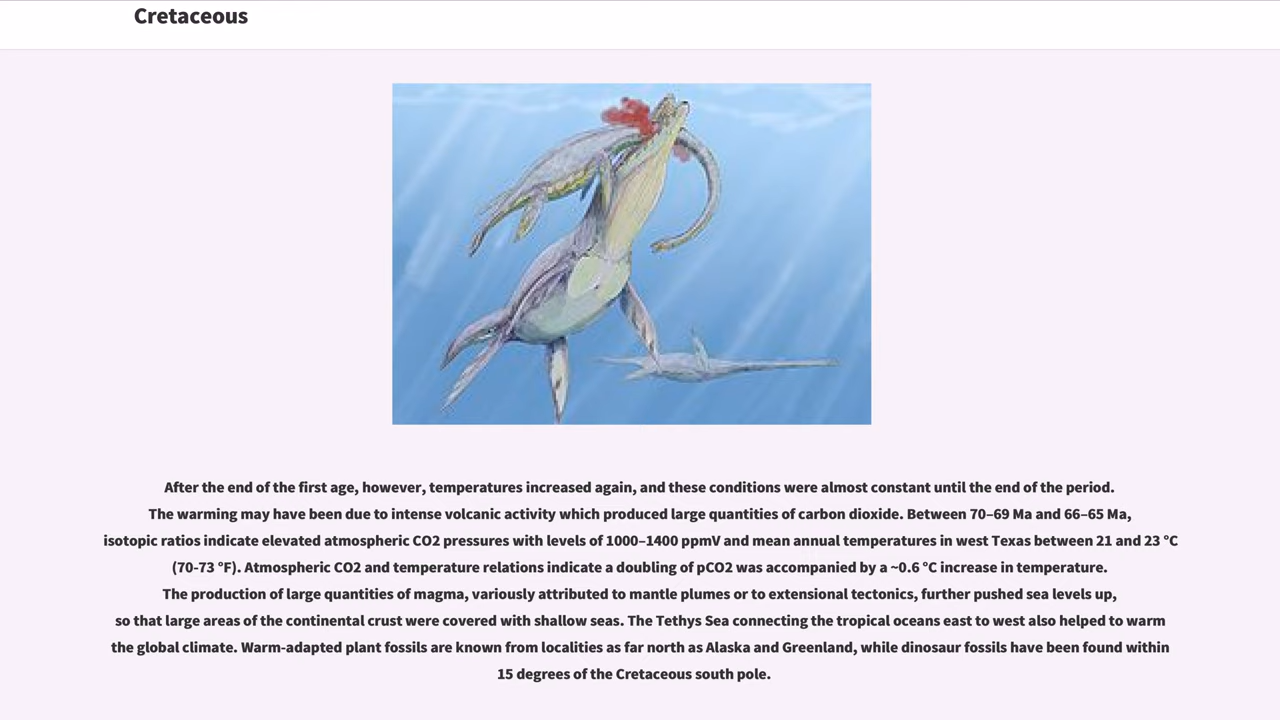 Cretaceous
After the end of the first age, however, temperatures increased again, and these conditions were almost constant until the end of the period.
The warming may have been due to intense volcanic activity which produced large quantities of carbon dioxide. Between 70–69 Ma and 66–65 Ma,
isotopic ratios indicate elevated atmospheric CO2 pressures with levels of 1000–1400 ppmV and mean annual temperatures in west Texas between 21 and 23 °C
(70-73 °F). Atmospheric CO2 and temperature relations indicate a doubling of pCO2 was accompanied by a ~0.6 °C increase in temperature.
The production of large quantities of magma, variously attributed to mantle plumes or to extensional tectonics, further pushed sea levels up,
so that large areas of the continental crust were covered with shallow seas. The Tethys Sea connecting the tropical oceans east to west also helped to warm
the global climate. Warm-adapted plant fossils are known from localities as far north as Alaska and Greenland, while dinosaur fossils have been found within
15 degrees of the Cretaceous south pole.